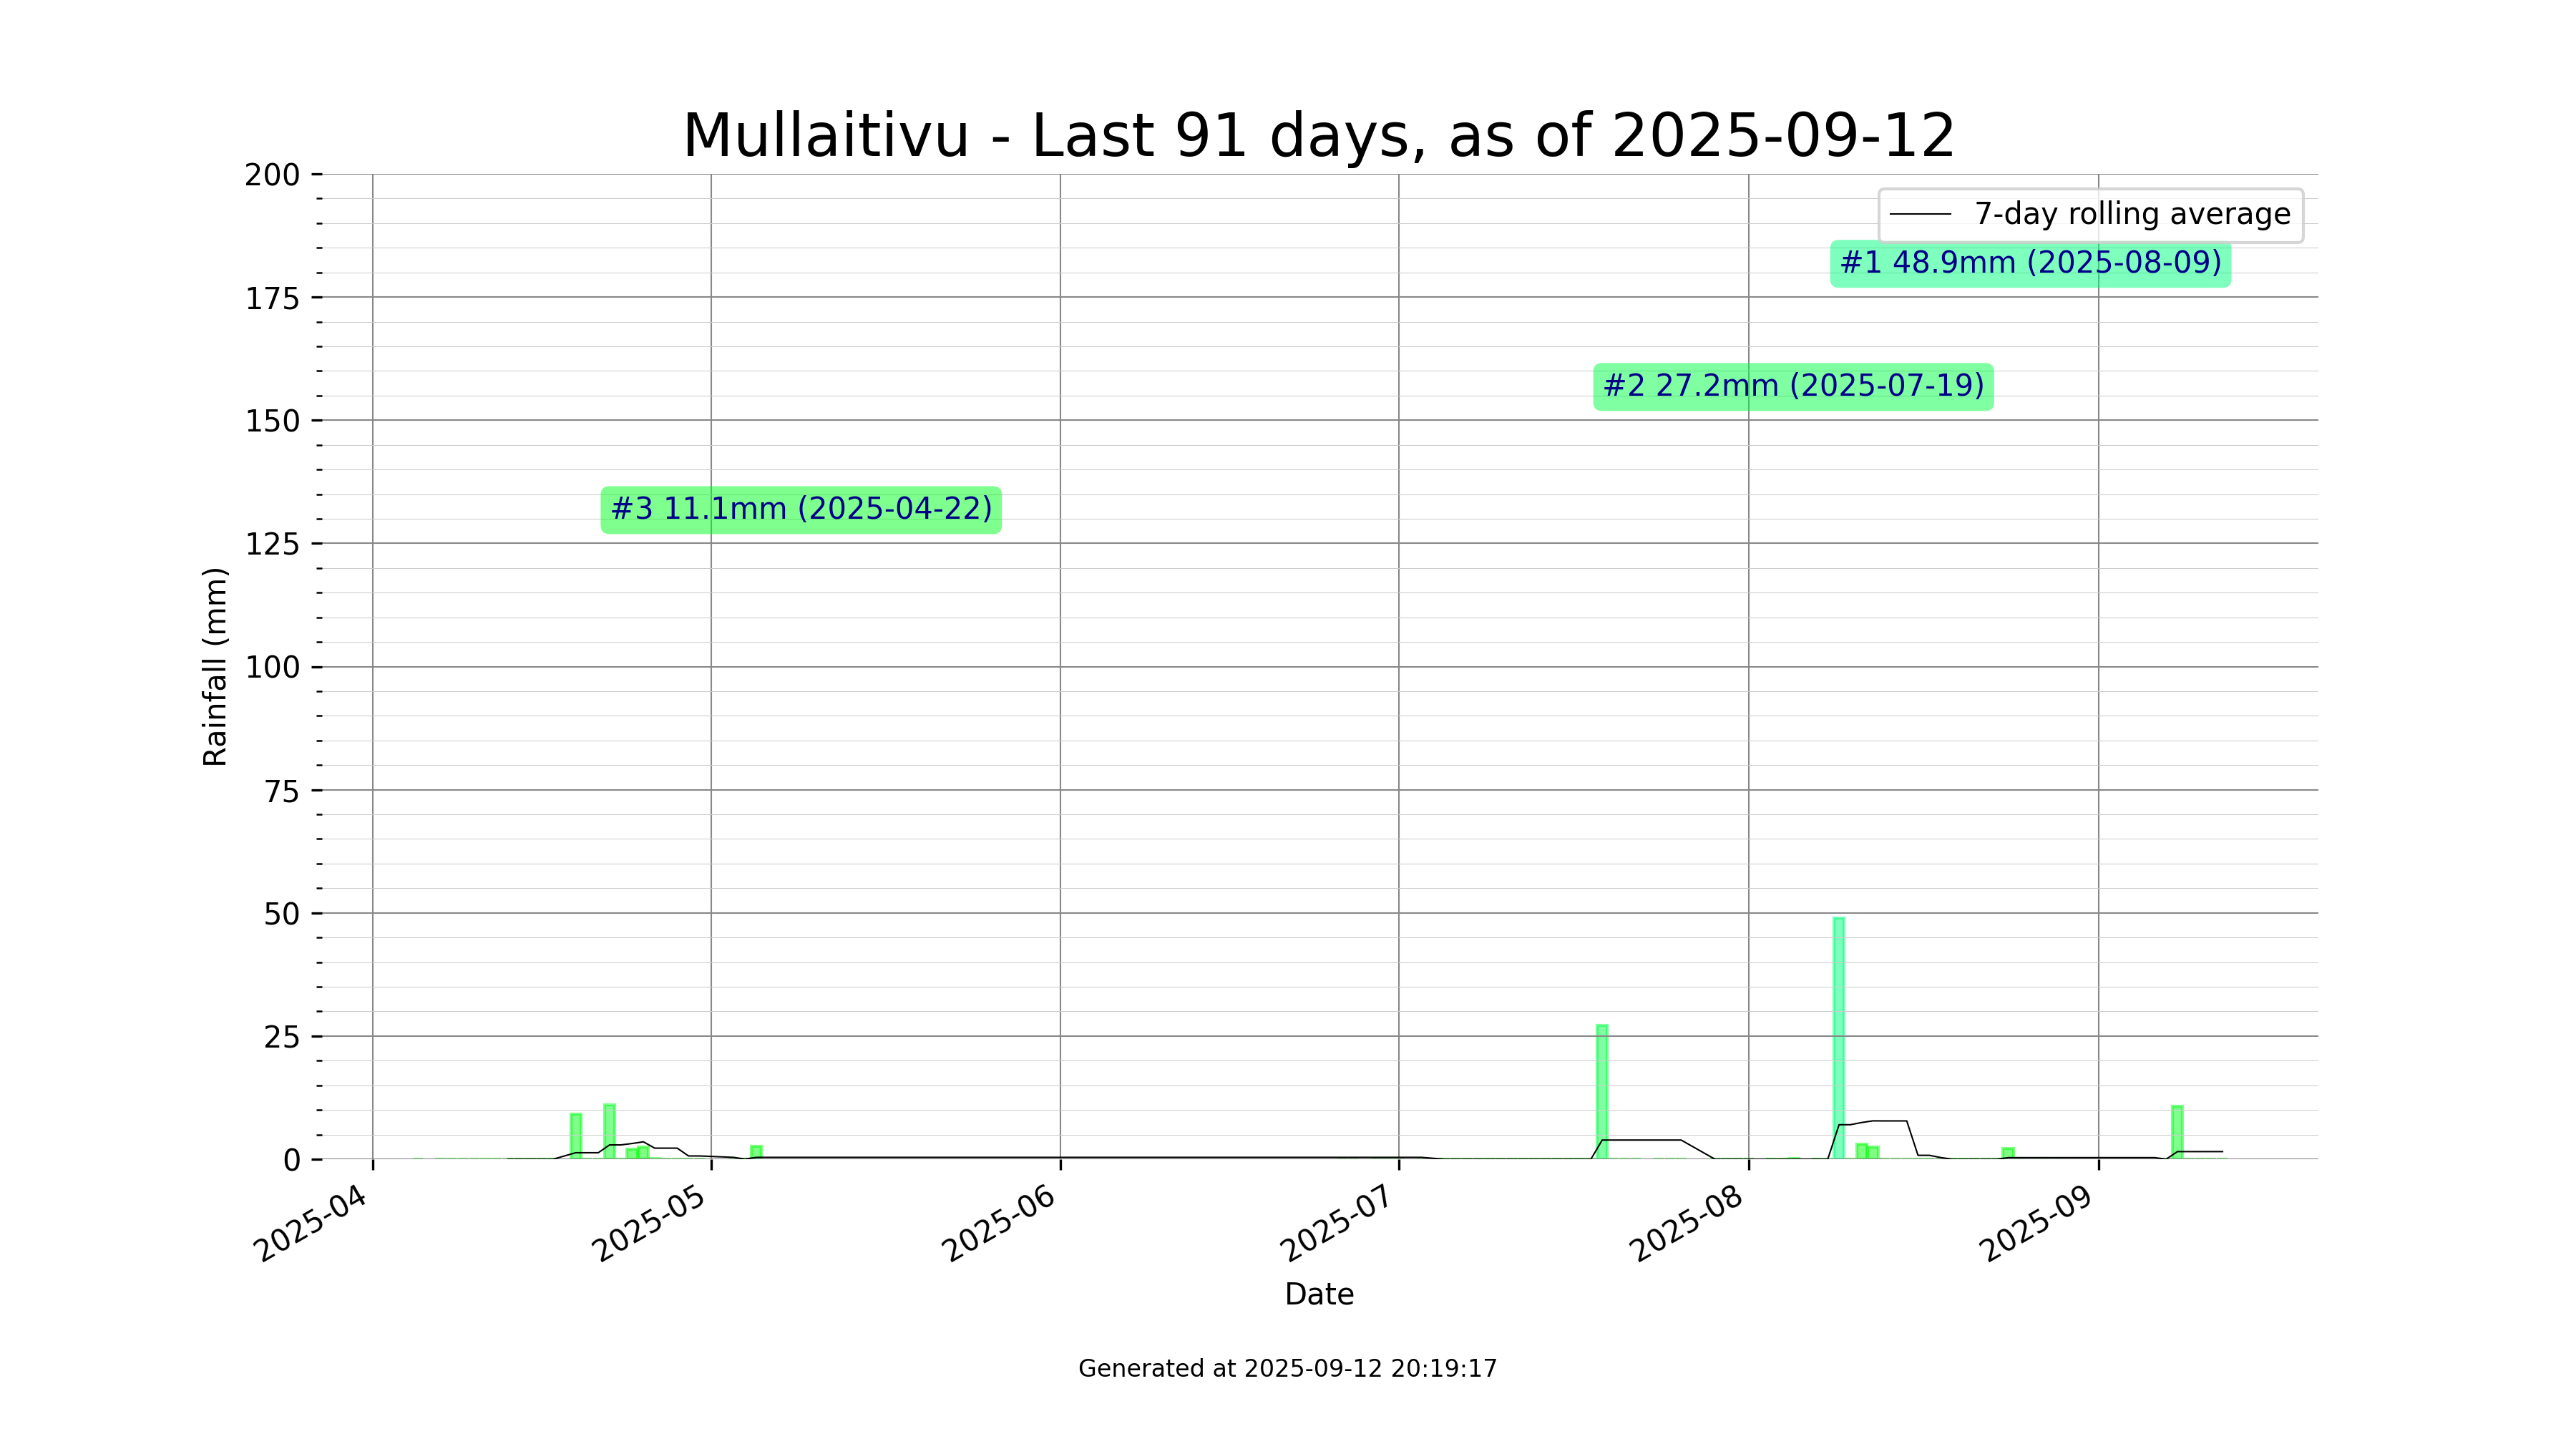 Mullaitivu - Last 91 days, as of 2025-09-12
200
175
150
125
100
75
50
25
0
Rainfall (mm)
7-day rolling average
#1 48.9mm (2025-08-09)
#2 27.2mm (2025-07-19)
#3 11.1mm (2025-04-22)
2025-04
2025-05
2025-06
2025-07
2025-08
2025-09
Date
Generated at 2025-09-12 20:19:17